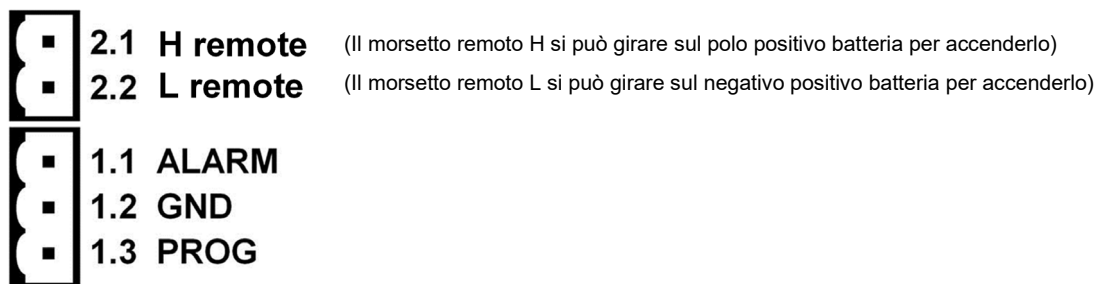 2.1 H remote (Il morsetto remoto H si può girare sul polo positivo batteria per accenderlo)
2.2 L remote (Il morsetto remoto L si può girare sul negativo positivo batteria per accenderlo)
1.1 ALARM
1.2 GND
1.3 PROG